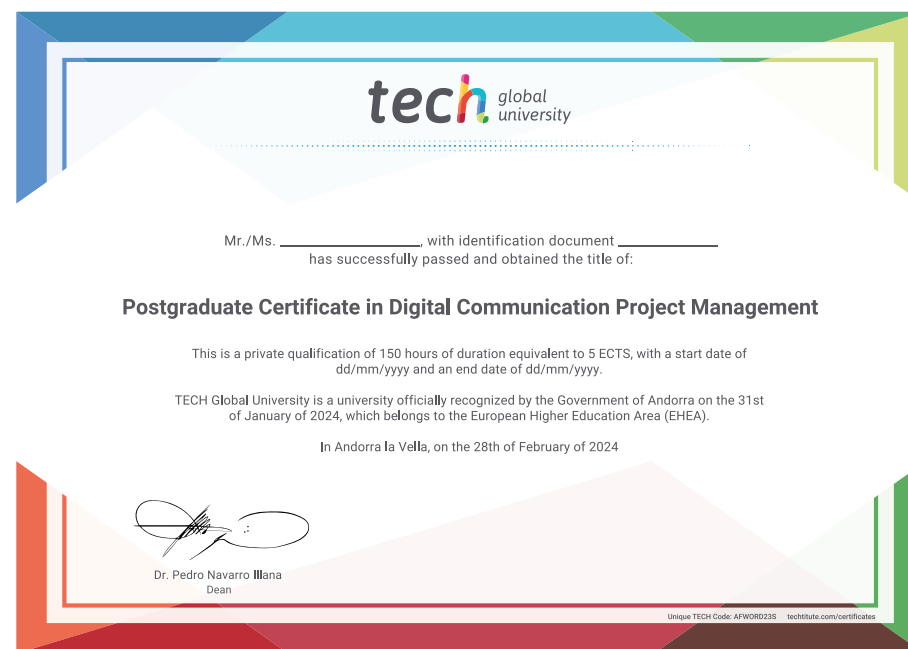 tech global university
Mr./Ms. ____________, with identification document ____________
has successfully passed and obtained the title of:
Postgraduate Certificate in Digital Communication Project Management
This is a private qualification of 150 hours of duration equivalent to 5 ECTS, with a start date of
dd/mm/yyyy and an end date of dd/mm/yyyy.
TECH Global University is a university officially recognized by the Government of Andorra on the 31st
of January of 2024, which belongs to the European Higher Education Area (EHEA).
In Andorra la Vella, on the 28th of February of 2024
Dr. Pedro Navarro Illana
Dean
Unique TECH Code: AFWORD23S techtitute.com/certificates